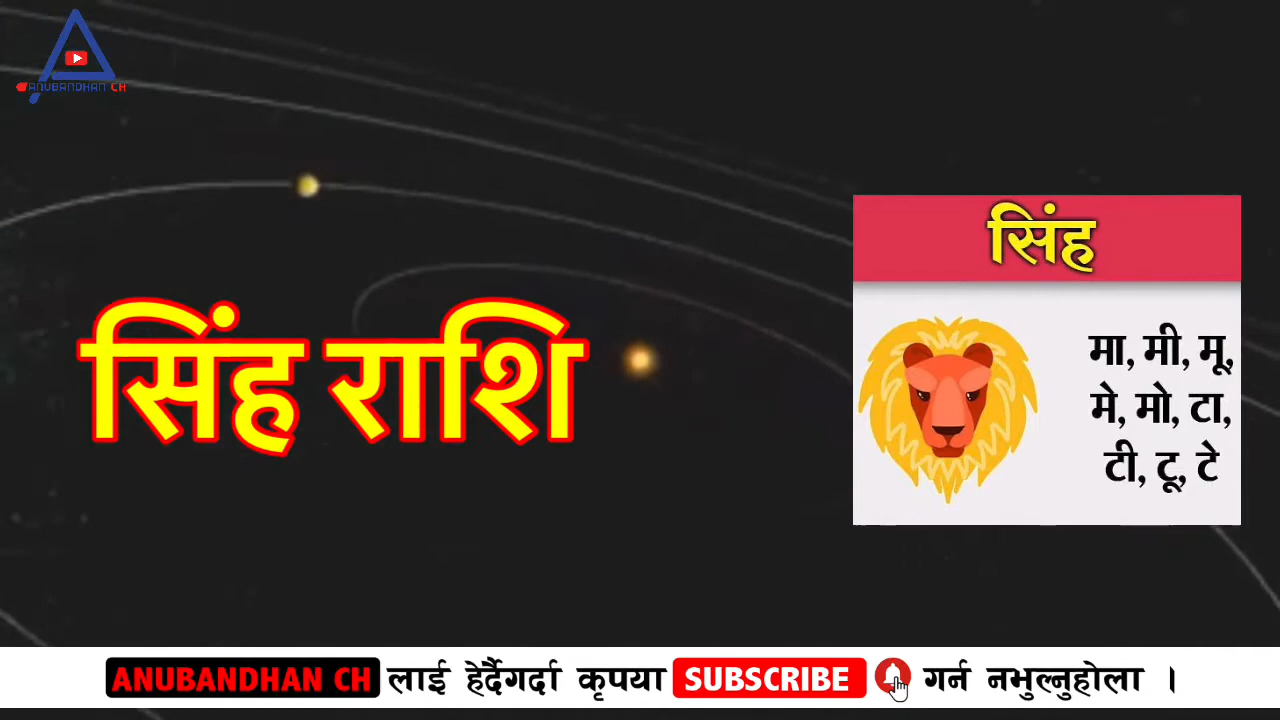 ANUBANDHAN CH
सिंह
सिंह राशि
मा, मी, मू,
मे, मो, टा,
टी, टू, टे
ANUBANDHAN CH लाई हेर्दैगर्दा कृपया SUBSCRIBE गर्न नभुल्नुहोला ।